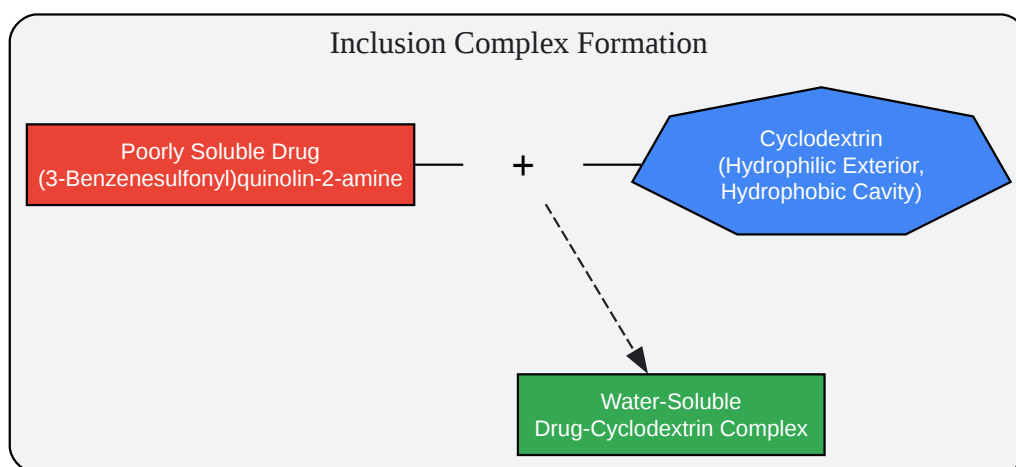 Inclusion Complex Formation
Poorly Soluble Drug
(3-Benzenesulfonyl)quinolin-2-amine
+
Cyclodextrin
(Hydrophilic Exterior,
Hydrophobic Cavity)
Water-Soluble
Drug-Cyclodextrin Complex